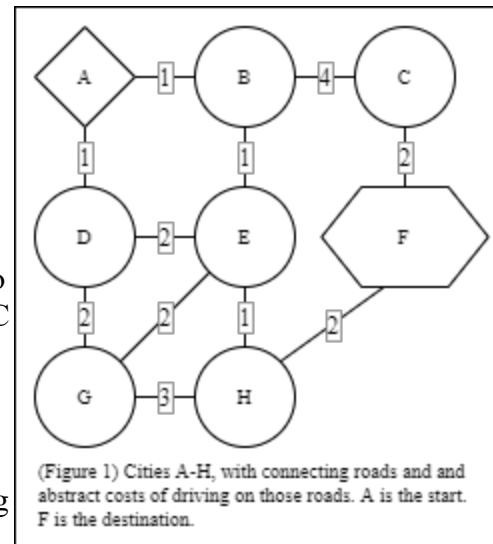 A 1 B 4 C
1 1 2
D 2 E F
2 2 1 2
G 3 H
(Figure 1) Cities A-H, with connecting roads and and
abstract costs of driving on those roads. A is the start.
F is the destination.
C
g